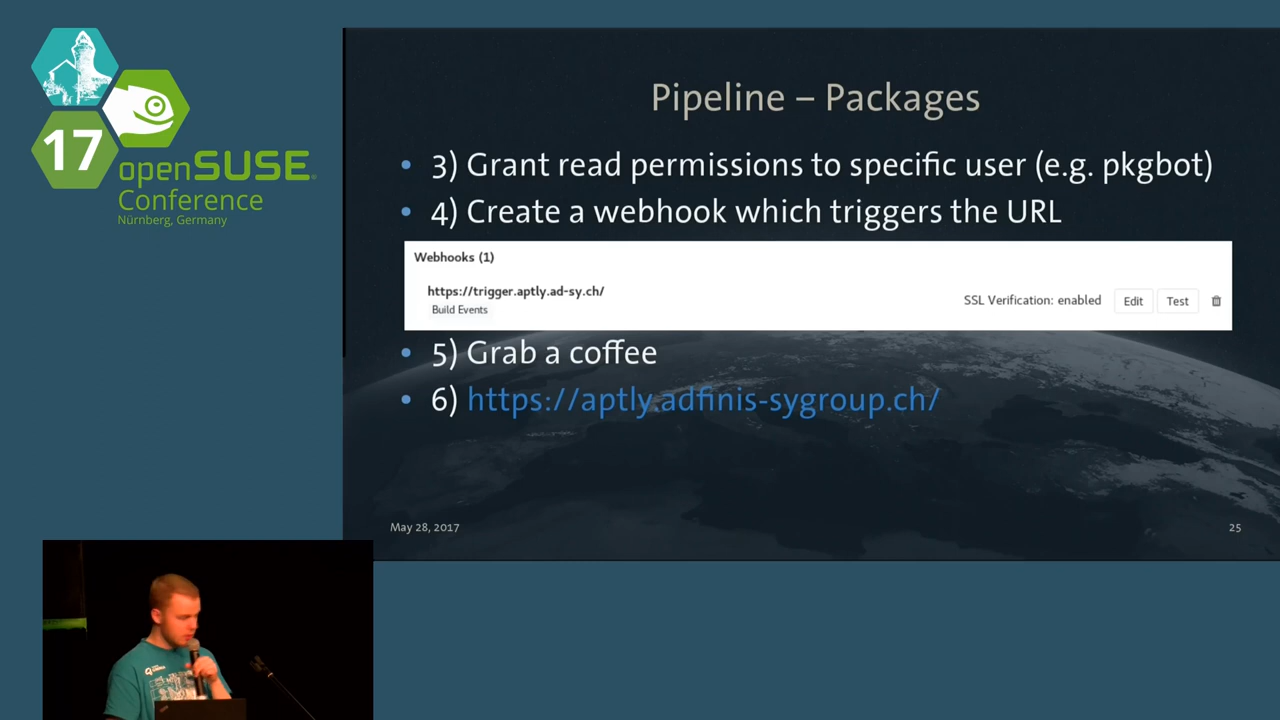 17
openSUSE
Conference
Nürnberg, Germany
Pipeline – Packages
• 3) Grant read permissions to specific user (e.g. pkgbot)
• 4) Create a webhook which triggers the URL
Webhooks (1)
https://trigger.aptly.ad-sy.ch/
Build Events
SSL Verification: enabled Edit Test
• 5) Grab a coffee
• 6) https://aptly.adfinis-sygroup.ch/
May 28, 2017
25